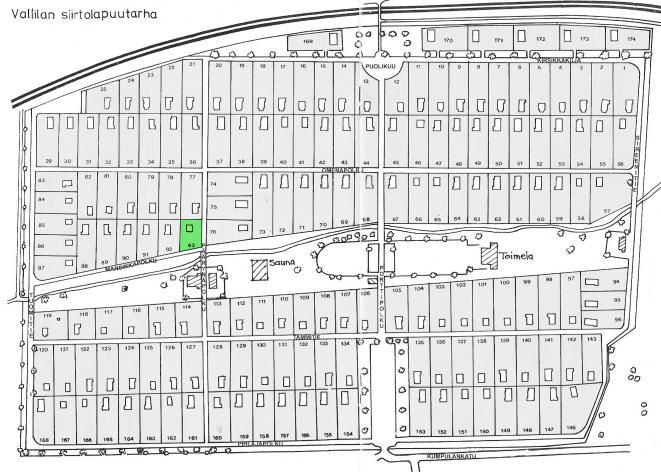 Vallilan siirtolapuutarha
169 170 171 172 173 174
PUOLIKUU KIRSIKKAKUJA
25 24 23 22 21 20 19 18 17 16 15 14 13 12 11 10 9 8 7 6 5 4 3 2 1
29 30 31 32 33 34 35 36 37 38 39 40 41 42 43 44 45 46 47 48 49 50 51 52 53 54 55 56
OMENAPOLKU
SIREENITIE
83 82 81 80 79 78 77 74
84 75
85 76
86 88 89 90 91 92 93 73 72 71 70 69 68 67 66 65 64 63 62 61 60 59 58 57
87
MANSIKKAPOLKU
Sauna
Toimela
PORTTIPOLKU
TUOMITIE
119 118 117 116 115 114 113 112 111 110 109 108 107 106 105 104 103 102 101 100 99 98 97 94
95
96
TAMMITIE
120 121 122 123 124 125 126 127 128 129 130 131 132 133 134 135 136 137 138 139 140 141 142 143
168 167 166 165 164 163 162 161 160 159 158 157 156 155 154 153 152 151 150 149 148 147 146
PIHLAJAPOLKU
KUMPULANKATU